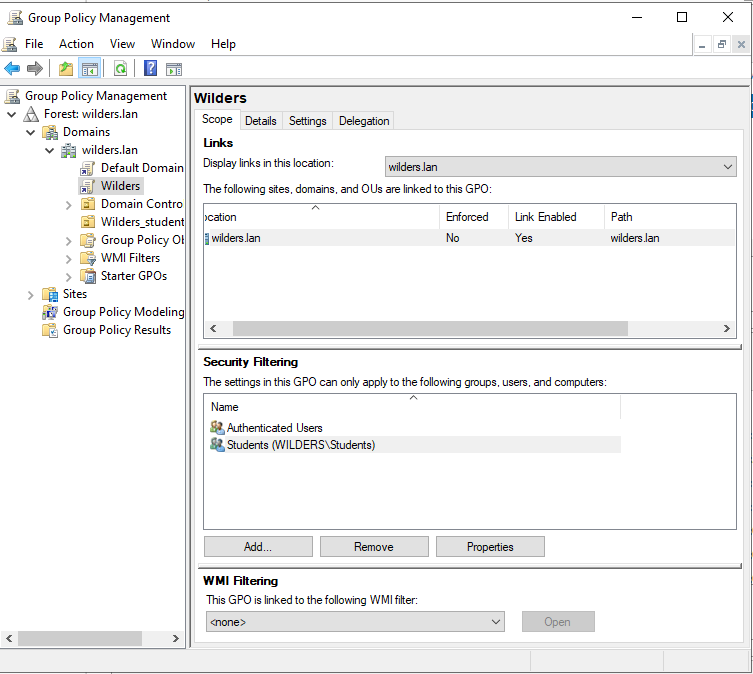 Group Policy Management
File Action View Window Help
Group Policy Management
Forest: wilders.lan
Domains
wilders.lan
Default Domain
Wilders
Domain Contro
Wilders_student
Group Policy Ob
WMI Filters
Starter GPOs
Sites
Group Policy Modeling
Group Policy Results
Wilders
Scope Details Settings Delegation
Links
Display links in this location: wilders.lan
The following sites, domains, and OUs are linked to this GPO:
ocation Enforced Link Enabled Path
wilders.lan No Yes wilders.lan
Security Filtering
The settings in this GPO can only apply to the following groups, users, and computers:
Name
Authenticated Users
Students (WILDERS\Students)
Add... Remove Properties
WMI Filtering
This GPO is linked to the following WMI filter:
<none> Open